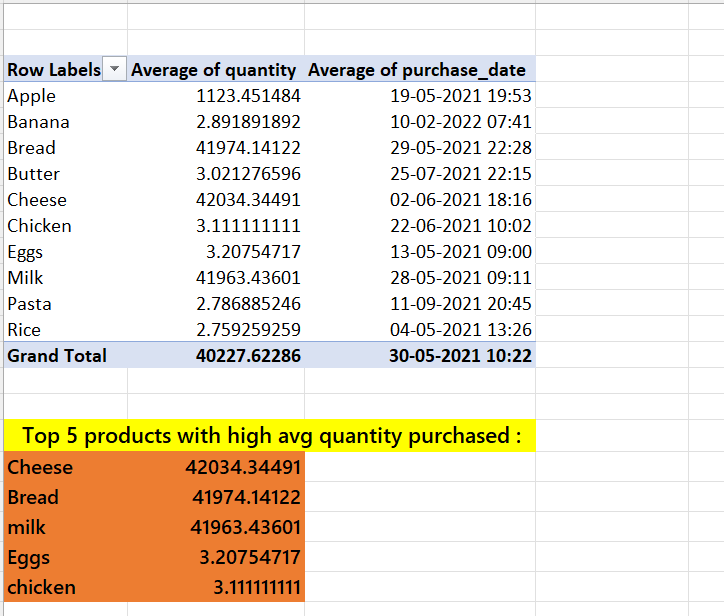 Row Labels Average of quantity Average of purchase_date
Apple 1123.451484 19-05-2021 19:53
Banana 2.891891892 10-02-2022 07:41
Bread 41974.14122 29-05-2021 22:28
Butter 3.021276596 25-07-2021 22:15
Cheese 42034.34491 02-06-2021 18:16
Chicken 3.111111111 22-06-2021 10:02
Eggs 3.20754717 13-05-2021 09:00
Milk 41963.43601 28-05-2021 09:11
Pasta 2.786885246 11-09-2021 20:45
Rice 2.759259259 04-05-2021 13:26
Grand Total 40227.62286 30-05-2021 10:22
Top 5 products with high avg quantity purchased :
Cheese 42034.34491
Bread 41974.14122
milk 41963.43601
Eggs 3.20754717
chicken 3.111111111